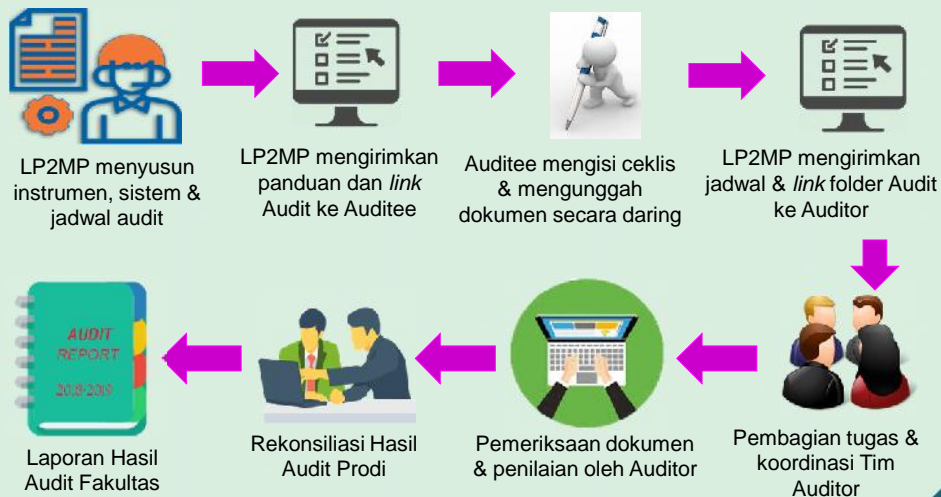 LP2MP menyusun
instrumen, sistem &
jadwal audit
LP2MP mengirimkan
panduan dan link
Audit ke Auditee
Auditee mengisi ceklis
& mengunggah
dokumen secara daring
LP2MP mengirimkan
jadwal & link folder Audit
ke Auditor
Pembagian tugas &
koordinasi Tim
Auditor
Pemeriksaan dokumen
& penilaian oleh Auditor
Rekonsiliasi Hasil
Audit Prodi
AUDIT
REPORT
2018-2019
Laporan Hasil
Audit Fakultas